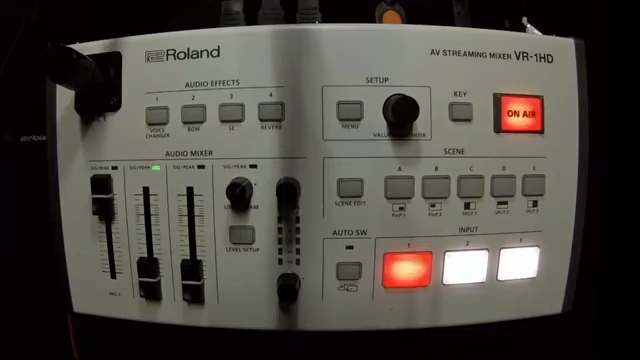 Roland
AV STREAMING MIXER VR-1HD
AUDIO EFFECTS
1 2 3 4
VOICE CHANGER
BGM
SE
REVERB
SETUP
MENU
KEY
ON AIR
AUDIO MIXER
SIG/PEAK SIG/PEAK SIG/PEAK SIG/PEAK
LEVEL SETUP
MIC 1
SCENE
A B C D E
SCENE EDIT
PinP 1
PinP 2
SPLIT 1
SPLIT 2
SPLIT 3
AUTO SW
INPUT
1 2 3